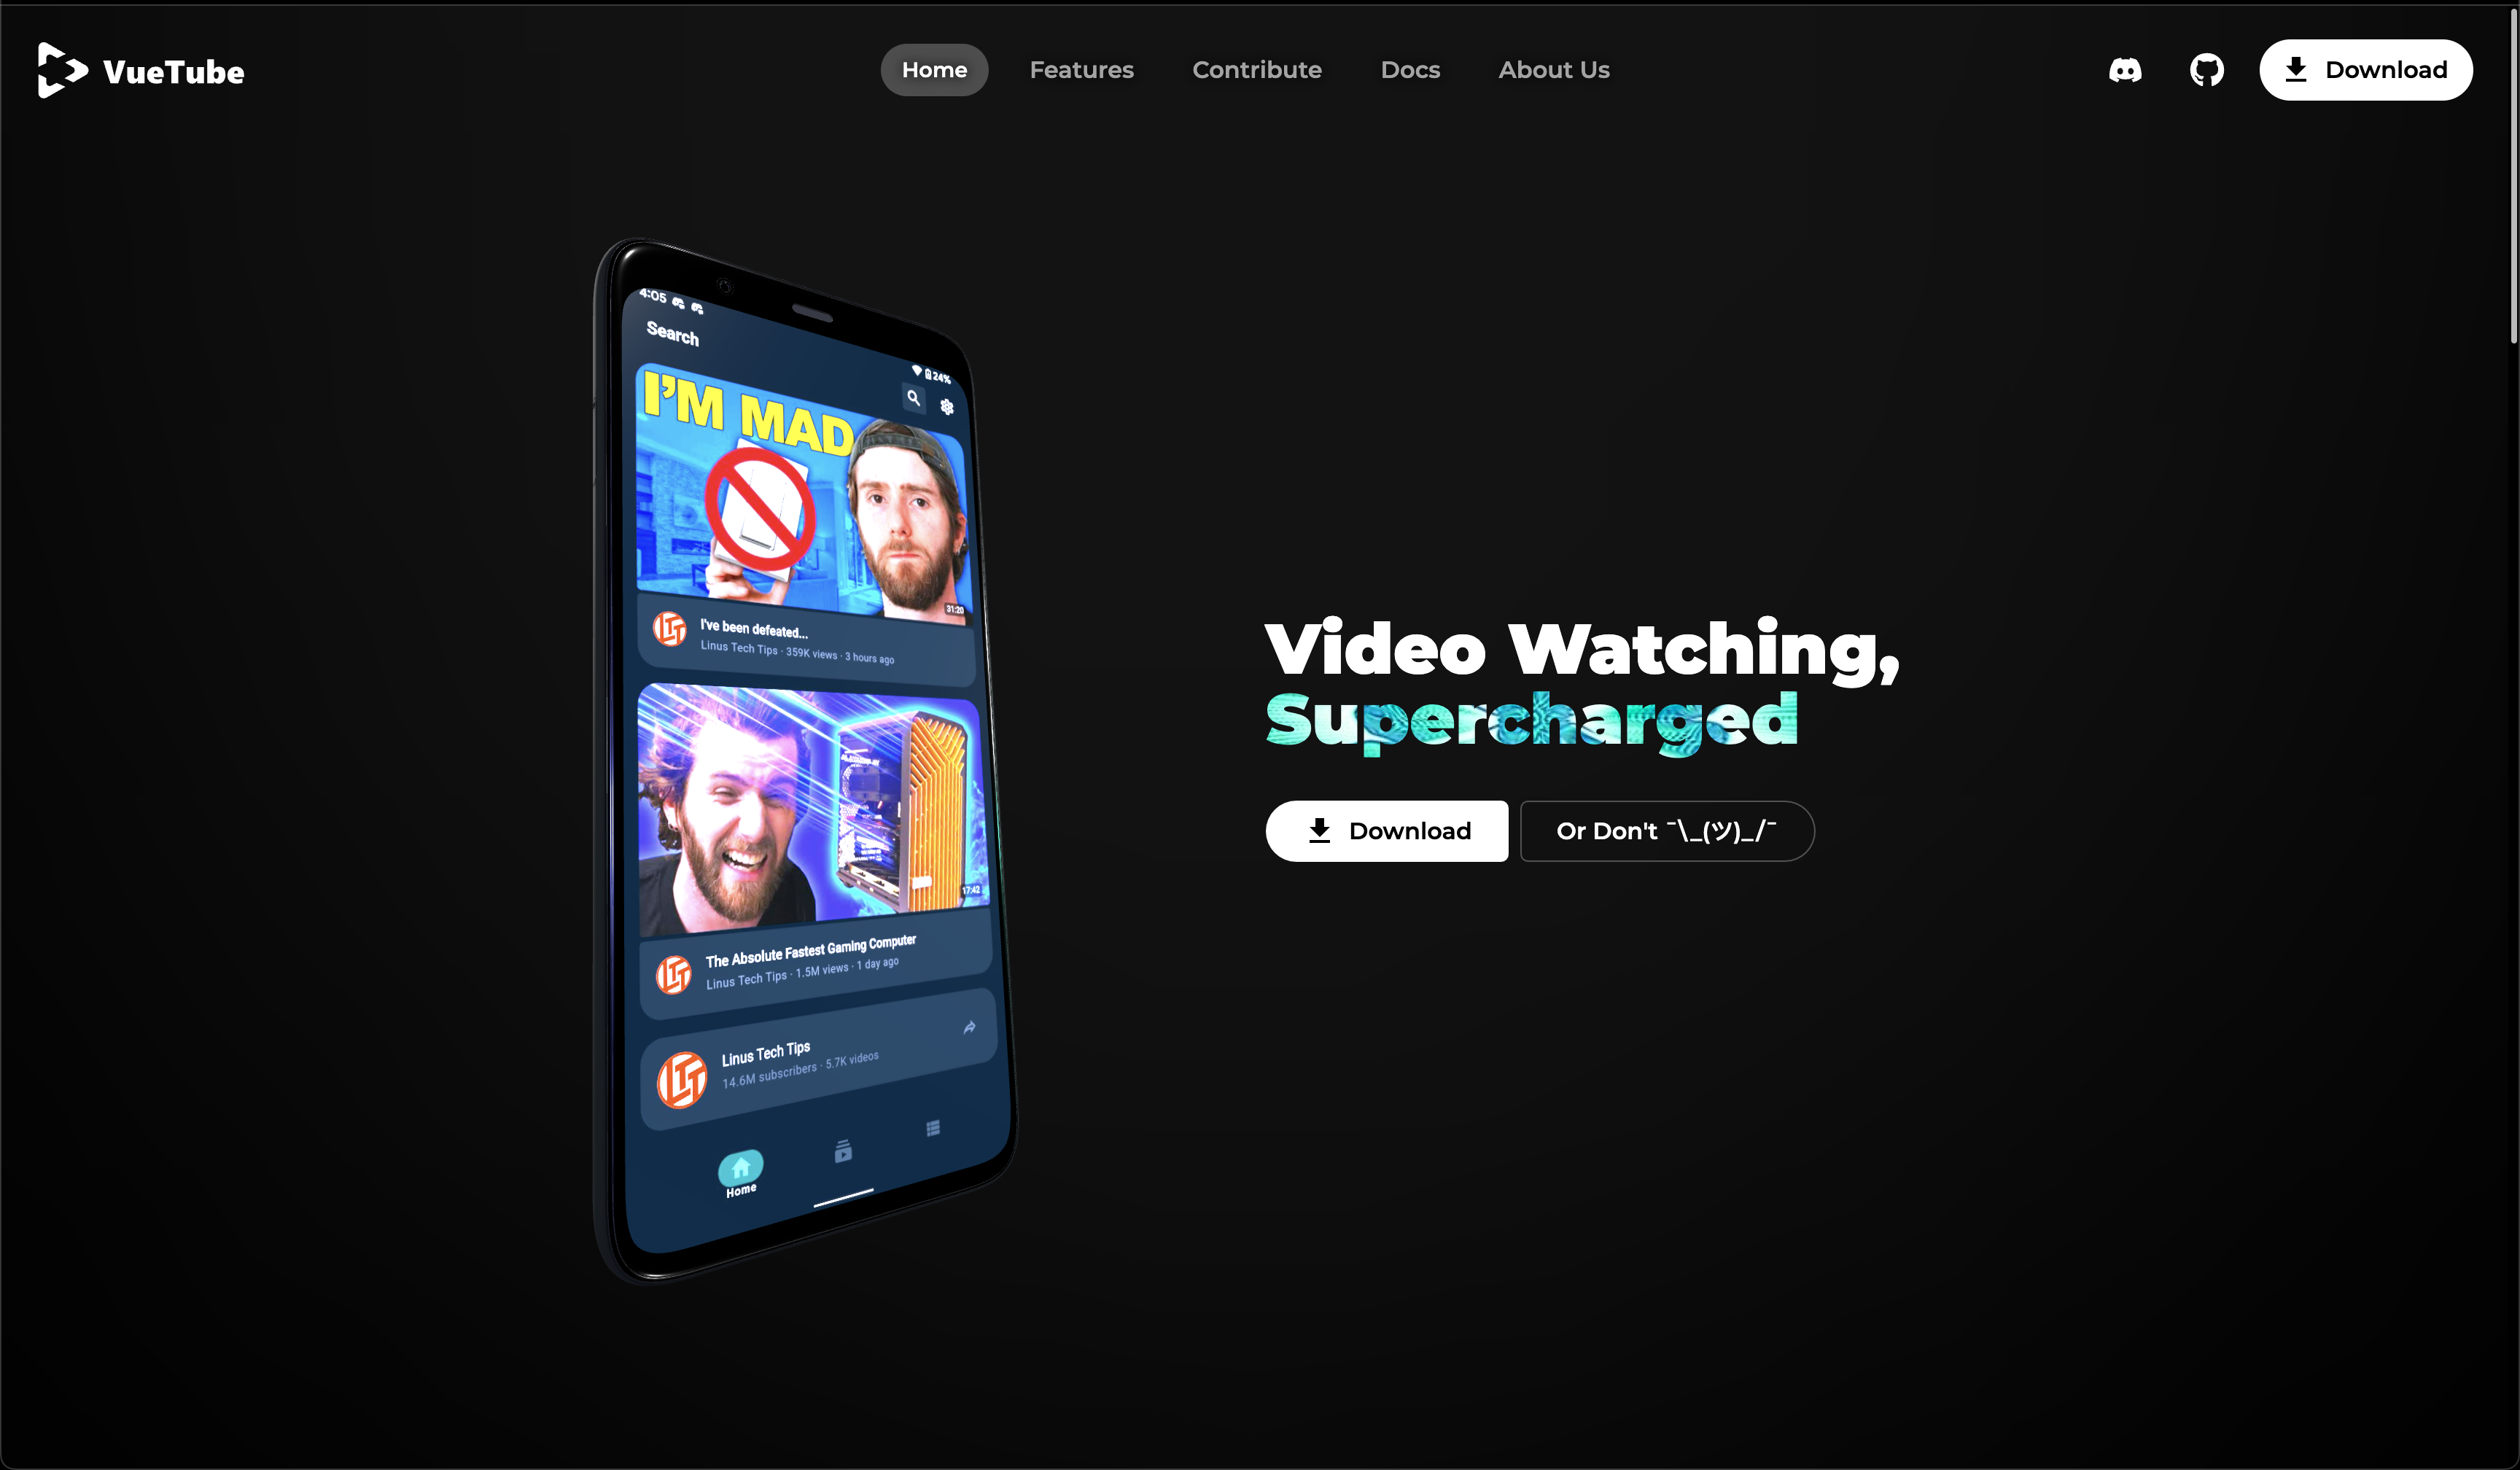 VueTube
Home
Features
Contribute
Docs
About Us
Download
4:05
24%
Search
I'M MAD
31:20
LTT
I've been defeated...
Linus Tech Tips · 359K views · 3 hours ago
17:42
LTT
The Absolute Fastest Gaming Computer
Linus Tech Tips · 1.5M views · 1 day ago
LTT
Linus Tech Tips
14.6M subscribers · 5.7K videos
Home
Video Watching,
Supercharged
Download
Or Don't ¯\_(ツ)_/¯